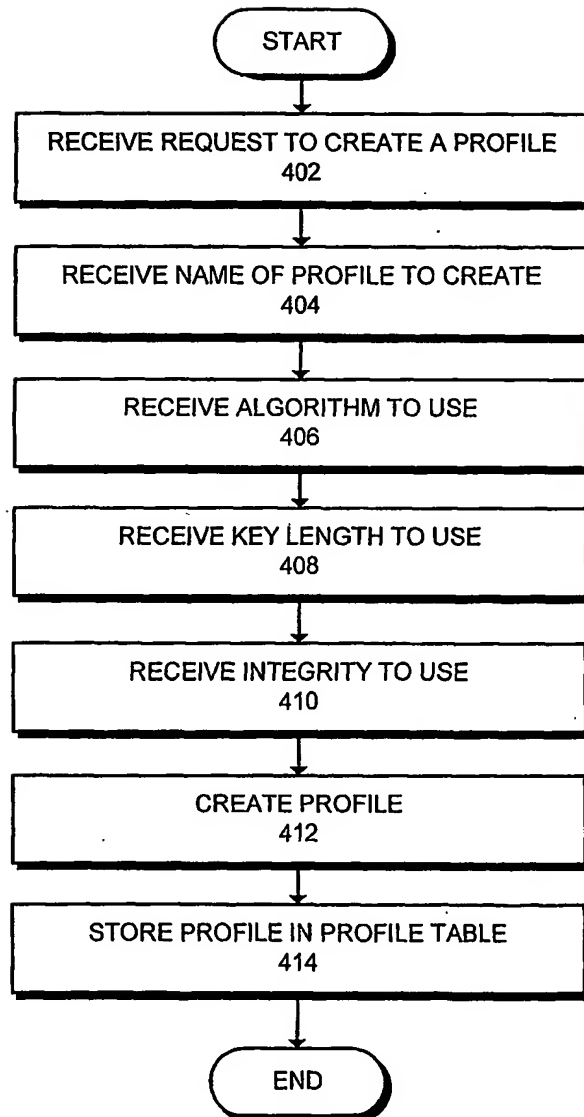 START
RECEIVE REQUEST TO CREATE A PROFILE
402
RECEIVE NAME OF PROFILE TO CREATE
404
RECEIVE ALGORITHM TO USE
406
RECEIVE KEY LENGTH TO USE
408
RECEIVE INTEGRITY TO USE
410
CREATE PROFILE
412
STORE PROFILE IN PROFILE TABLE
414
END